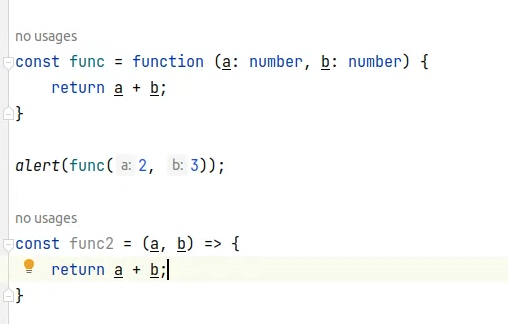 no usages
const func = function (a: number, b: number) {
return a + b;
}
alert(func( a: 2, b: 3));
no usages
const func2 = (a, b) => {
return a + b;
}